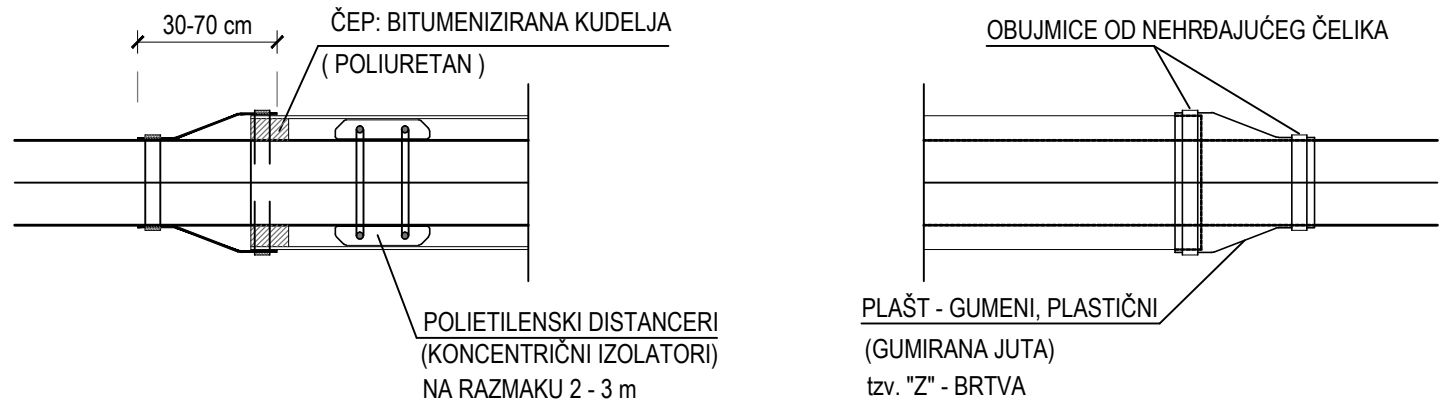 30-70 cm
ČEP: BITUMENIZIRANA KUDELJA
( POLIURETAN )
OBUJMICE OD NEHRĐAJUĆEG ČELIKA
POLIETILENSKI DISTANCERI
(KONCENTRIČNI IZOLATORI)
NA RAZMAKU 2 - 3 m
PLAŠT - GUMENI, PLASTIČNI
(GUMIRANA JUTA)
tzv. "Z" - BRTVA